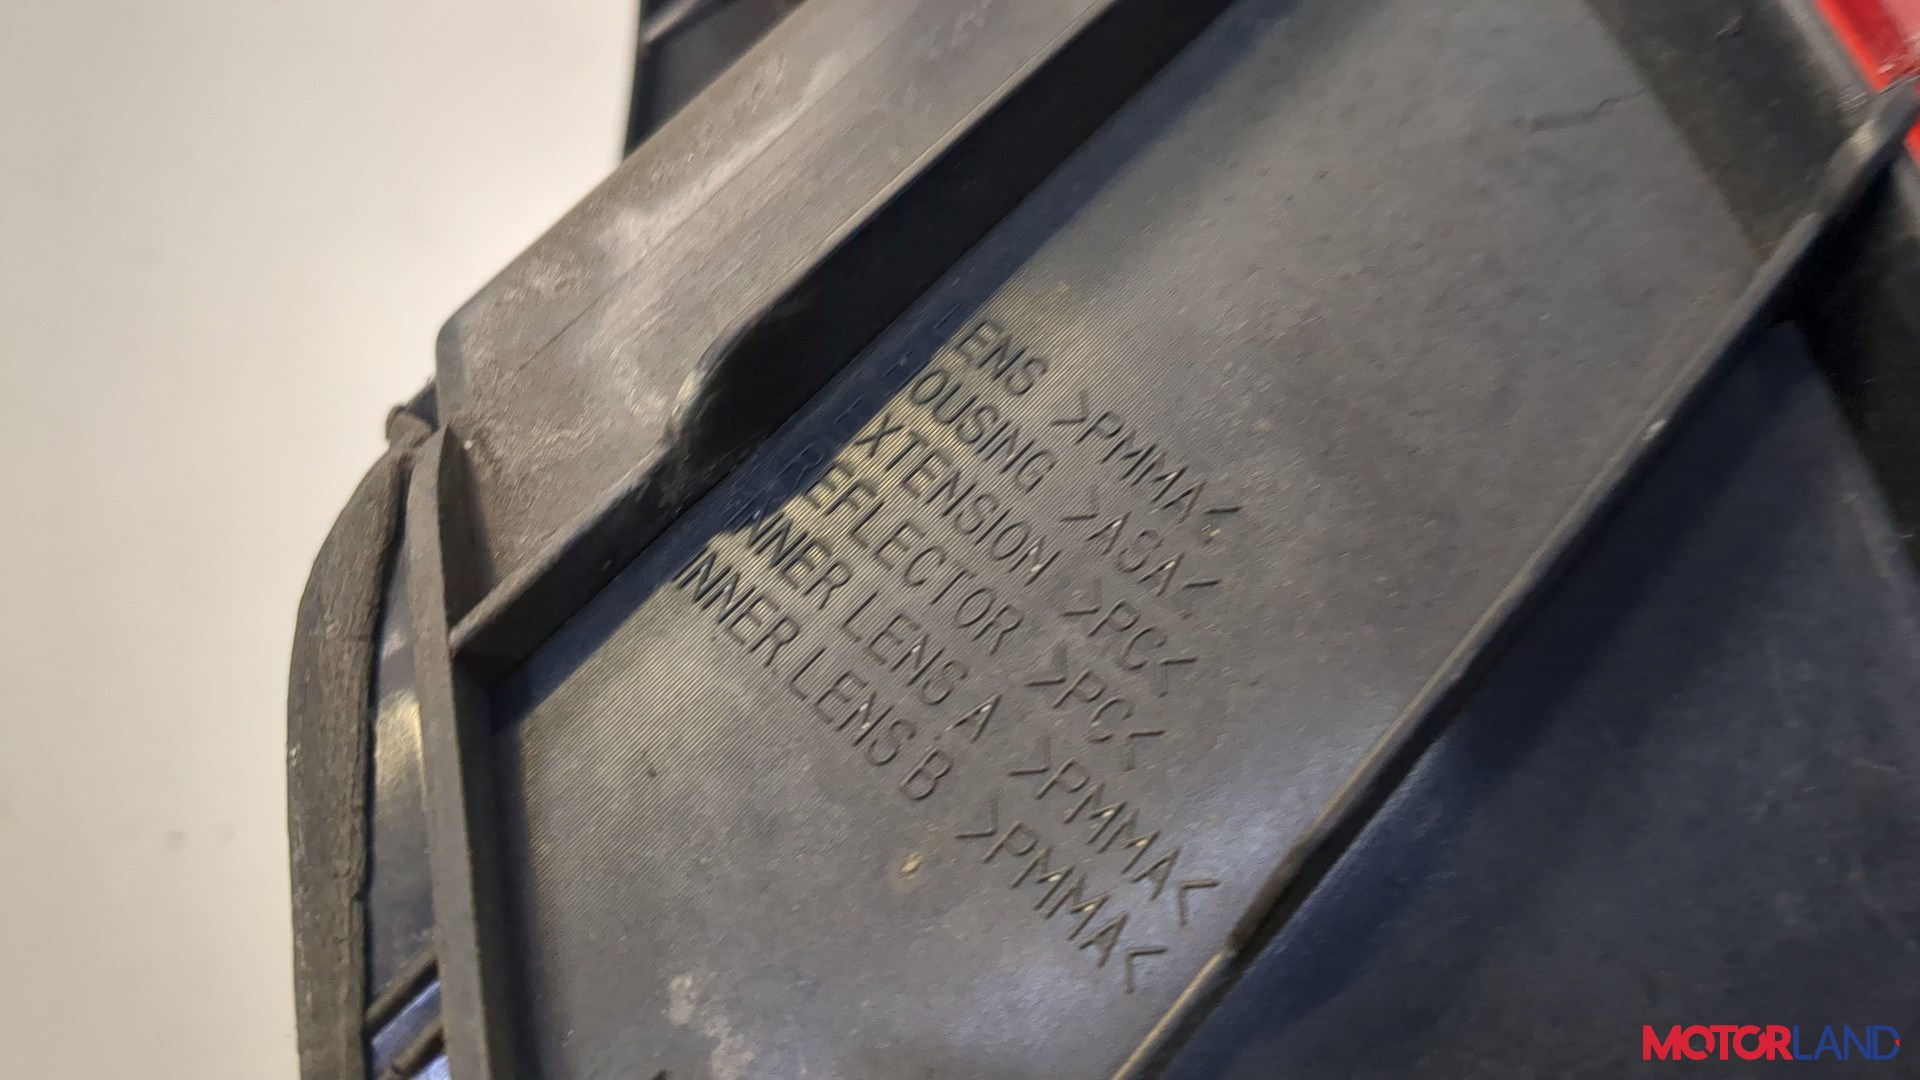 LENS >PMMA<
HOUSING >ASA<
EXTENSION >PC<
REFLECTOR >PC<
INNER LENS A >PMMA<
INNER LENS B >PMMA<
MOTORLAND